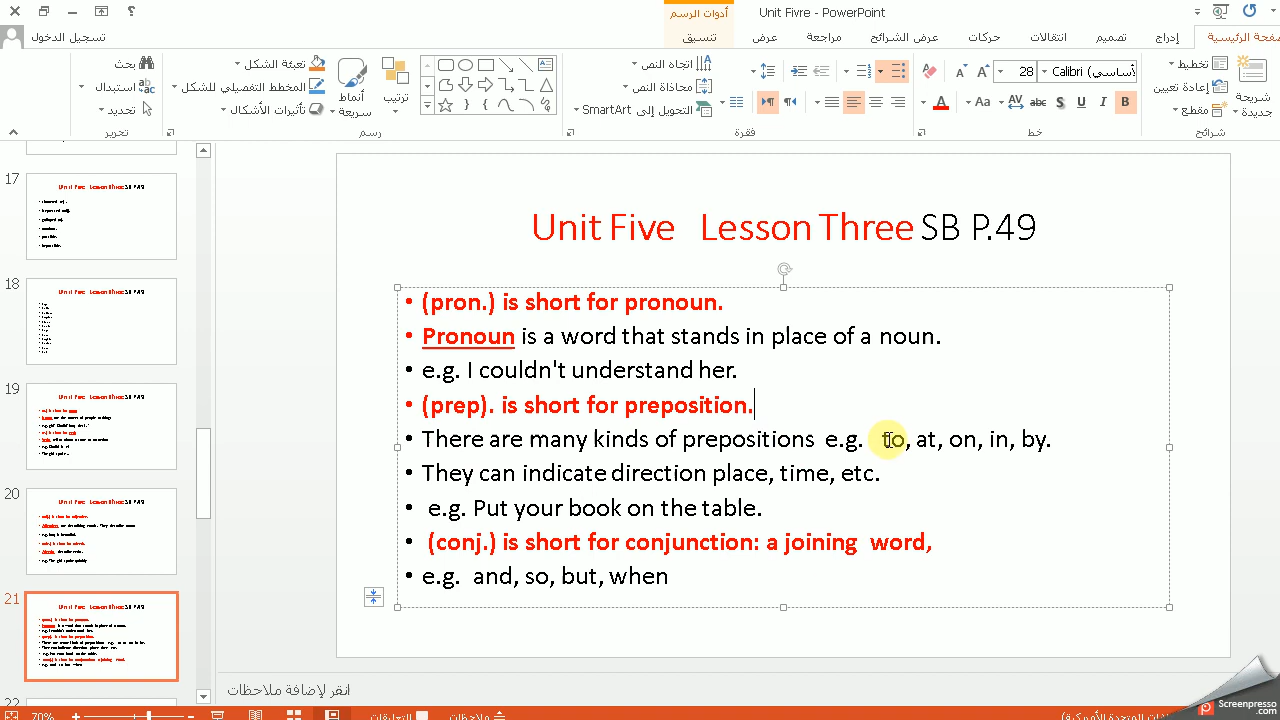 Unit Fivre - PowerPoint
أدوات الرسم
تسجيل الدخول
تنسيق
عرض
مراجعة
عرض الشرائح
حركات
انتقالات
تصميم
إدراج
الصفحة الرئيسية
بحث
استبدال
تحديد
تحرير
تعبئة الشكل
المخطط التفصيلي للشكل
تأثيرات الأشكال
أنماط سريعة
ترتيب
رسم
اتجاه النص
محاذاة النص
التحويل إلى SmartArt
فقرة
28
Calibri (أساسي)
خط
تخطيط
إعادة تعيين
مقطع
شريحة جديدة
شرائح
17
18
19
20
21
22
Unit Five Lesson Three SB P.49
• (pron.) is short for pronoun.
• Pronoun is a word that stands in place of a noun.
• e.g. I couldn't understand her.
• (prep). is short for preposition.
• There are many kinds of prepositions e.g. to, at, on, in, by.
• They can indicate direction place, time, etc.
• e.g. Put your book on the table.
• (conj.) is short for conjunction: a joining word,
• e.g. and, so, but, when
انقر لإضافة ملاحظات
70%
التعليقات
ملاحظات
Screenpresso
.com